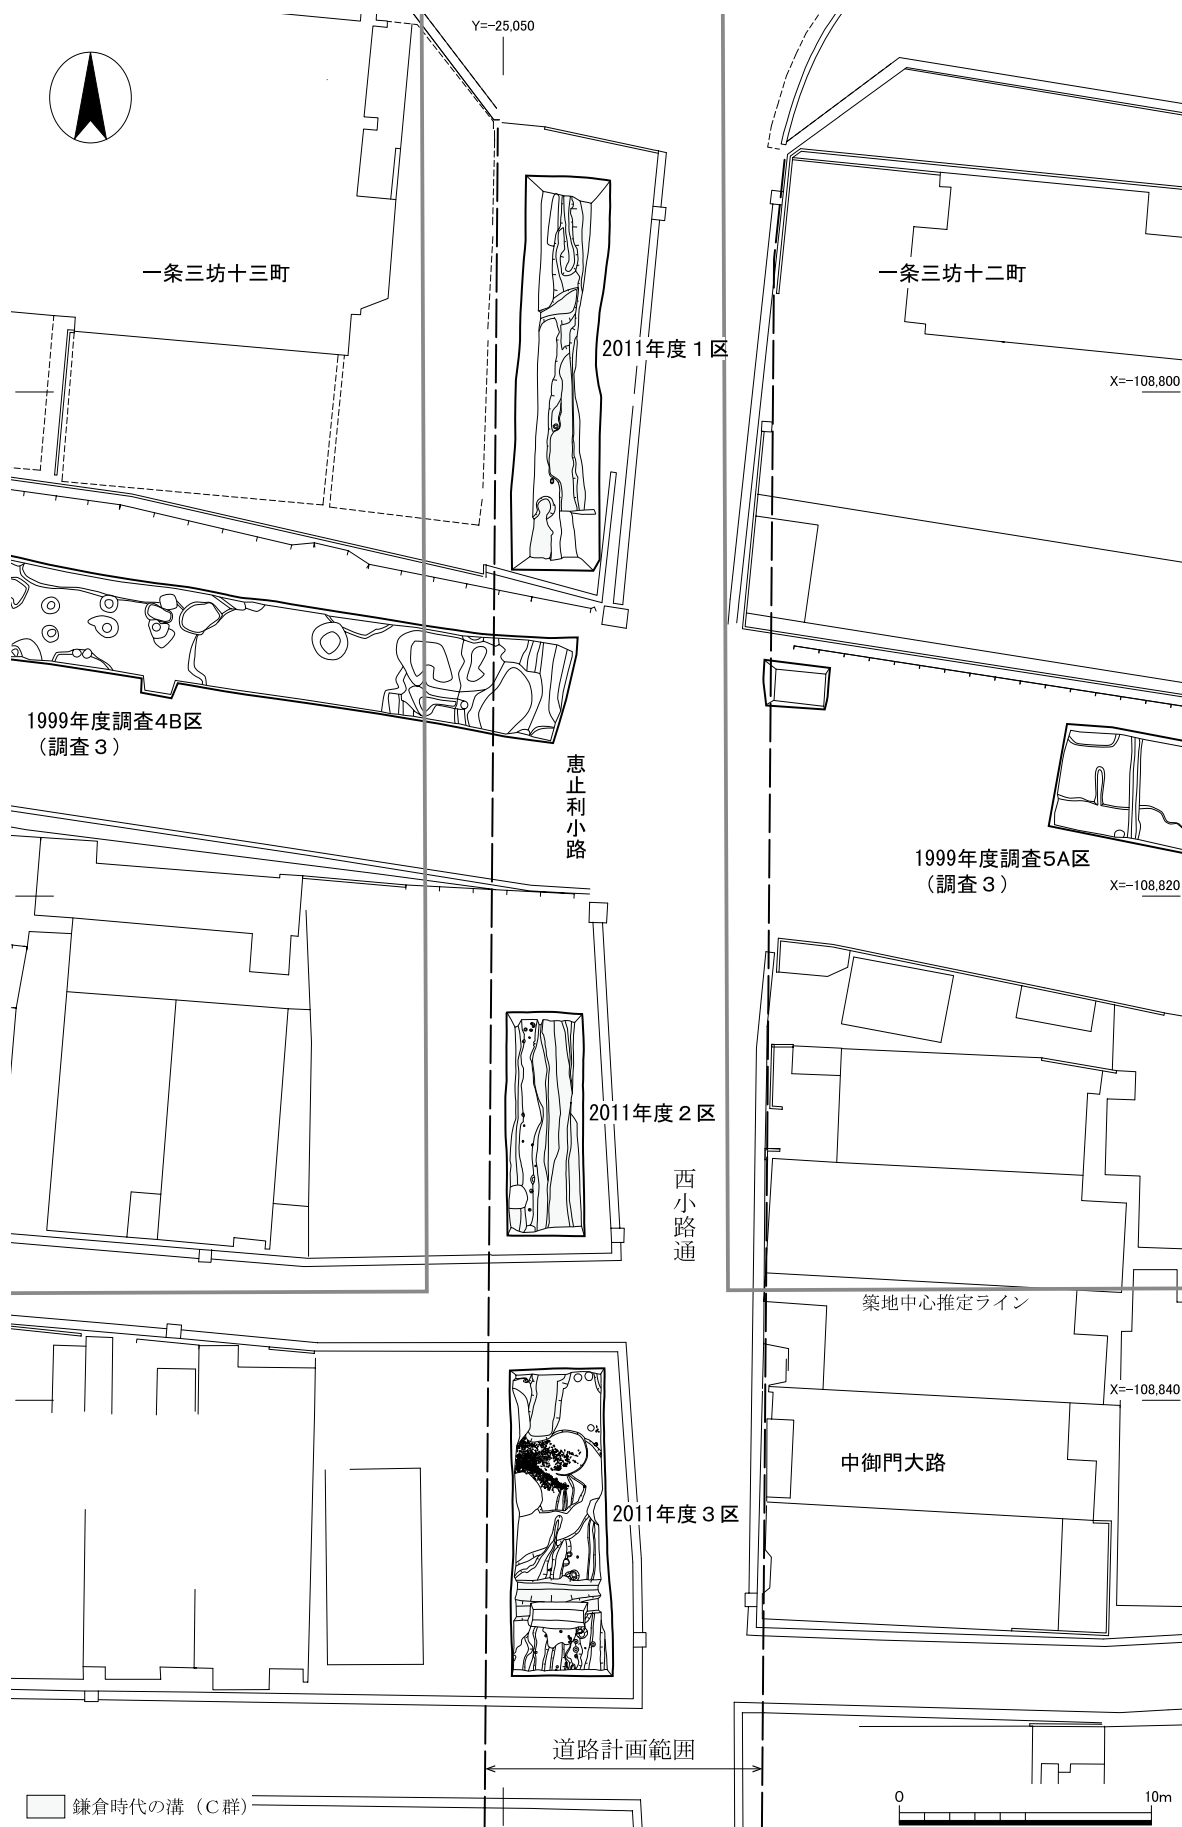 Y=-25,050
一条三坊十三町
一条三坊十二町
2011年度１区
X=-108,800
1999年度調査4B区
（調査３）
恵止利小路
1999年度調査5A区
（調査３）
X=-108,820
2011年度２区
西小路通
築地中心推定ライン
X=-108,840
中御門大路
2011年度３区
道路計画範囲
鎌倉時代の溝（Ｃ群）
0
10m